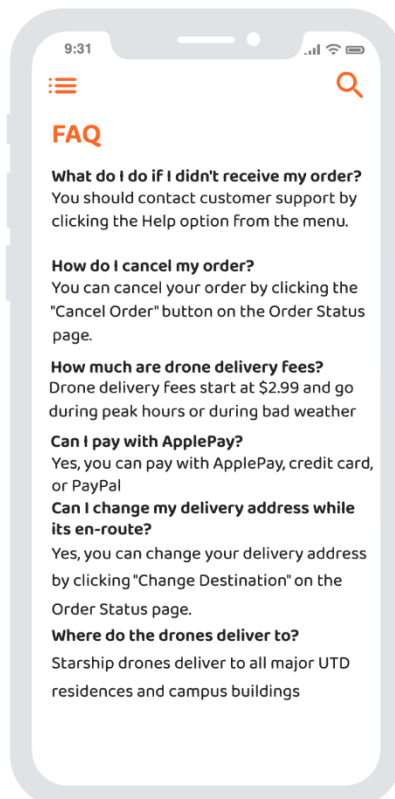 9:31
FAQ
What do I do if I didn't receive my order?
You should contact customer support by
clicking the Help option from the menu.
How do I cancel my order?
You can cancel your order by clicking the
"Cancel Order" button on the Order Status
page.
How much are drone delivery fees?
Drone delivery fees start at $2.99 and go
during peak hours or during bad weather
Can I pay with ApplePay?
Yes, you can pay with ApplePay, credit card,
or PayPal
Can I change my delivery address while
its en-route?
Yes, you can change your delivery address
by clicking "Change Destination" on the
Order Status page.
Where do the drones deliver to?
Starship drones deliver to all major UTD
residences and campus buildings